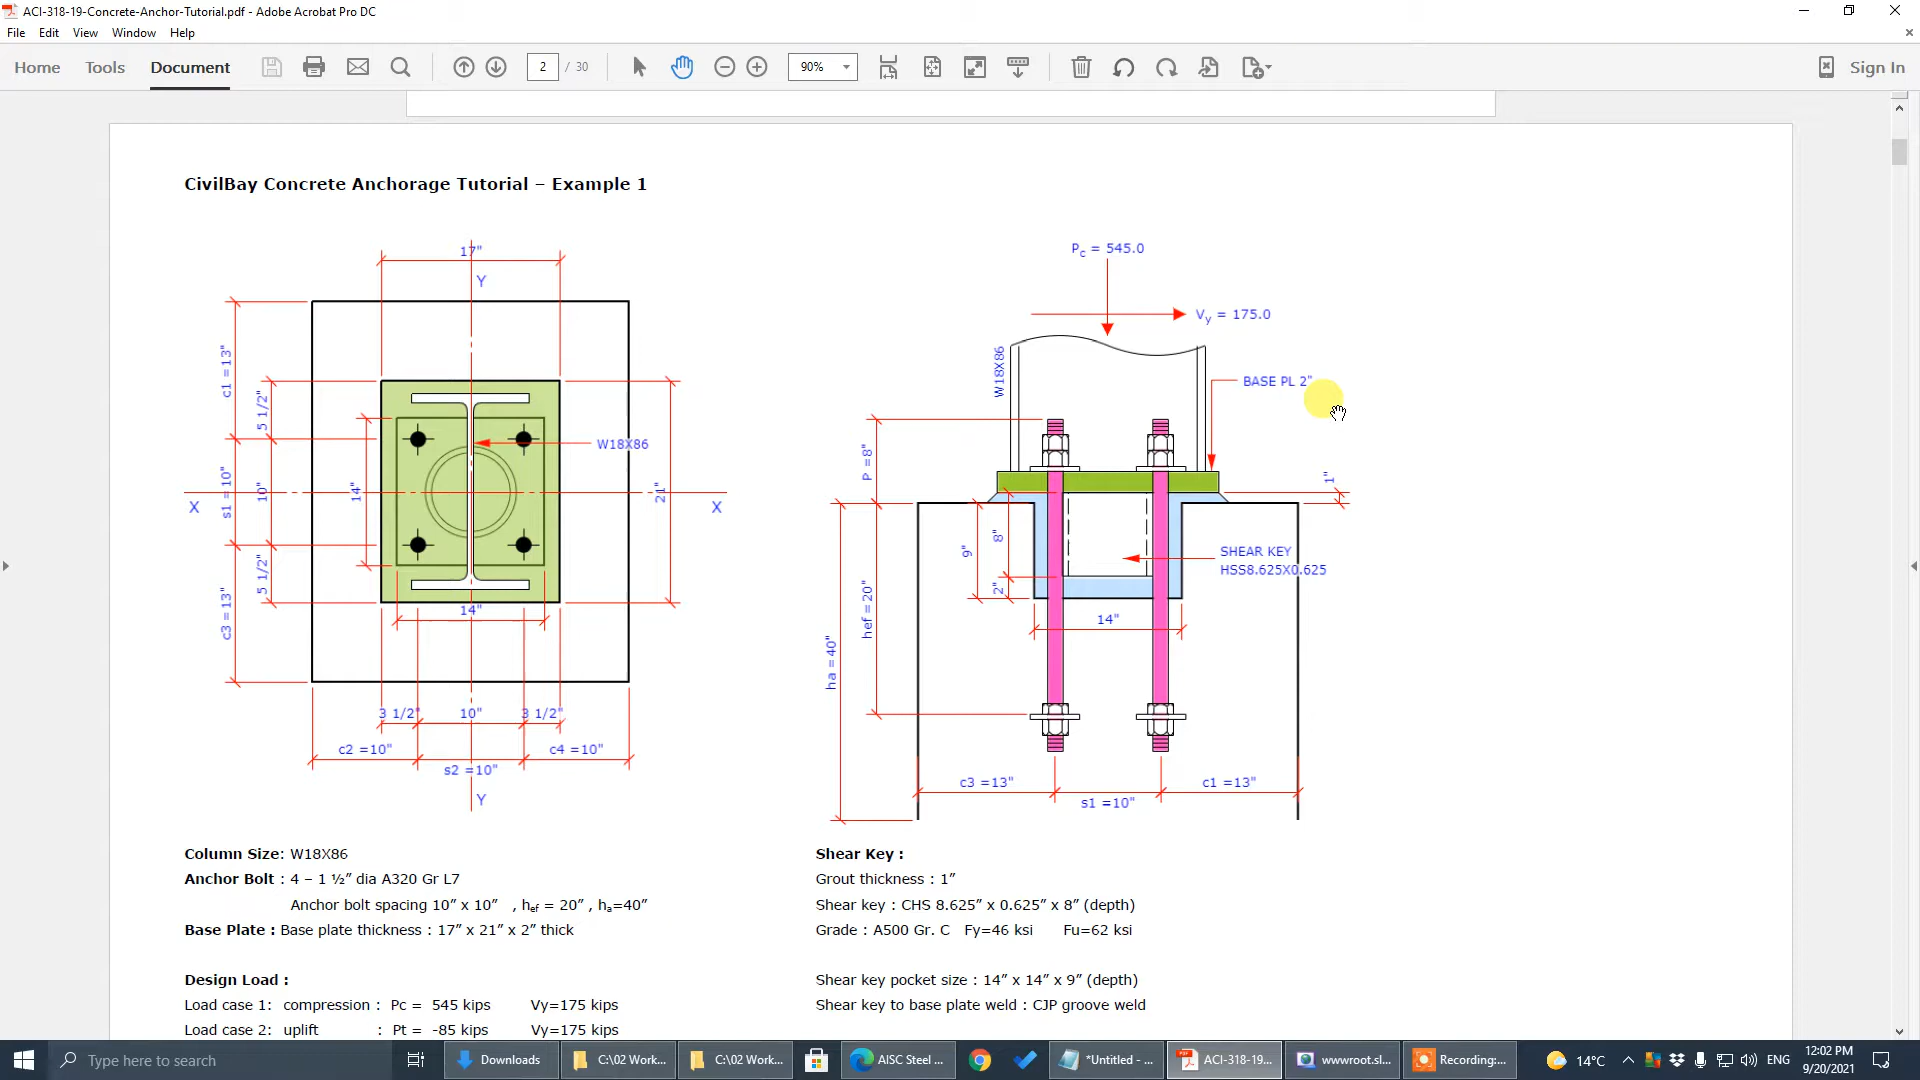 ACI-318-19-Concrete-Anchor-Tutorial.pdf - Adobe Acrobat Pro DC
File Edit View Window Help
Home Tools Document 2 / 30 90% Sign In
CivilBay Concrete Anchorage Tutorial – Example 1
17"
Y
c1 = 13"
5 1/2"
s1 = 10"
10"
14"
W18X86
21"
X
X
5 1/2"
c3 = 13"
14"
3 1/2" 10" 3 1/2"
c2 =10" c4 =10"
s2 =10"
Y
Pc = 545.0
Vy = 175.0
W18X86
BASE PL 2"
P = 8"
1"
9"
8"
2"
SHEAR KEY
HSS8.625X0.625
hef = 20"
14"
ha = 40"
c3 =13" c1 =13"
s1 =10"
Column Size: W18X86
Anchor Bolt : 4 – 1 ½” dia A320 Gr L7
Anchor bolt spacing 10” x 10” , hef = 20” , ha=40”
Base Plate : Base plate thickness : 17” x 21” x 2” thick
Design Load :
Load case 1: compression : Pc = 545 kips Vy=175 kips
Load case 2: uplift : Pt = -85 kips Vy=175 kips
Shear Key :
Grout thickness : 1”
Shear key : CHS 8.625” x 0.625” x 8” (depth)
Grade : A500 Gr. C Fy=46 ksi Fu=62 ksi
Shear key pocket size : 14” x 14” x 9” (depth)
Shear key to base plate weld : CJP groove weld
Type here to search
Downloads
C:\02 Work...
C:\02 Work...
AISC Steel ...
*Untitled - ...
ACI-318-19...
wwwroot.sl...
Recording:...
14°C
ENG
12:02 PM
9/20/2021